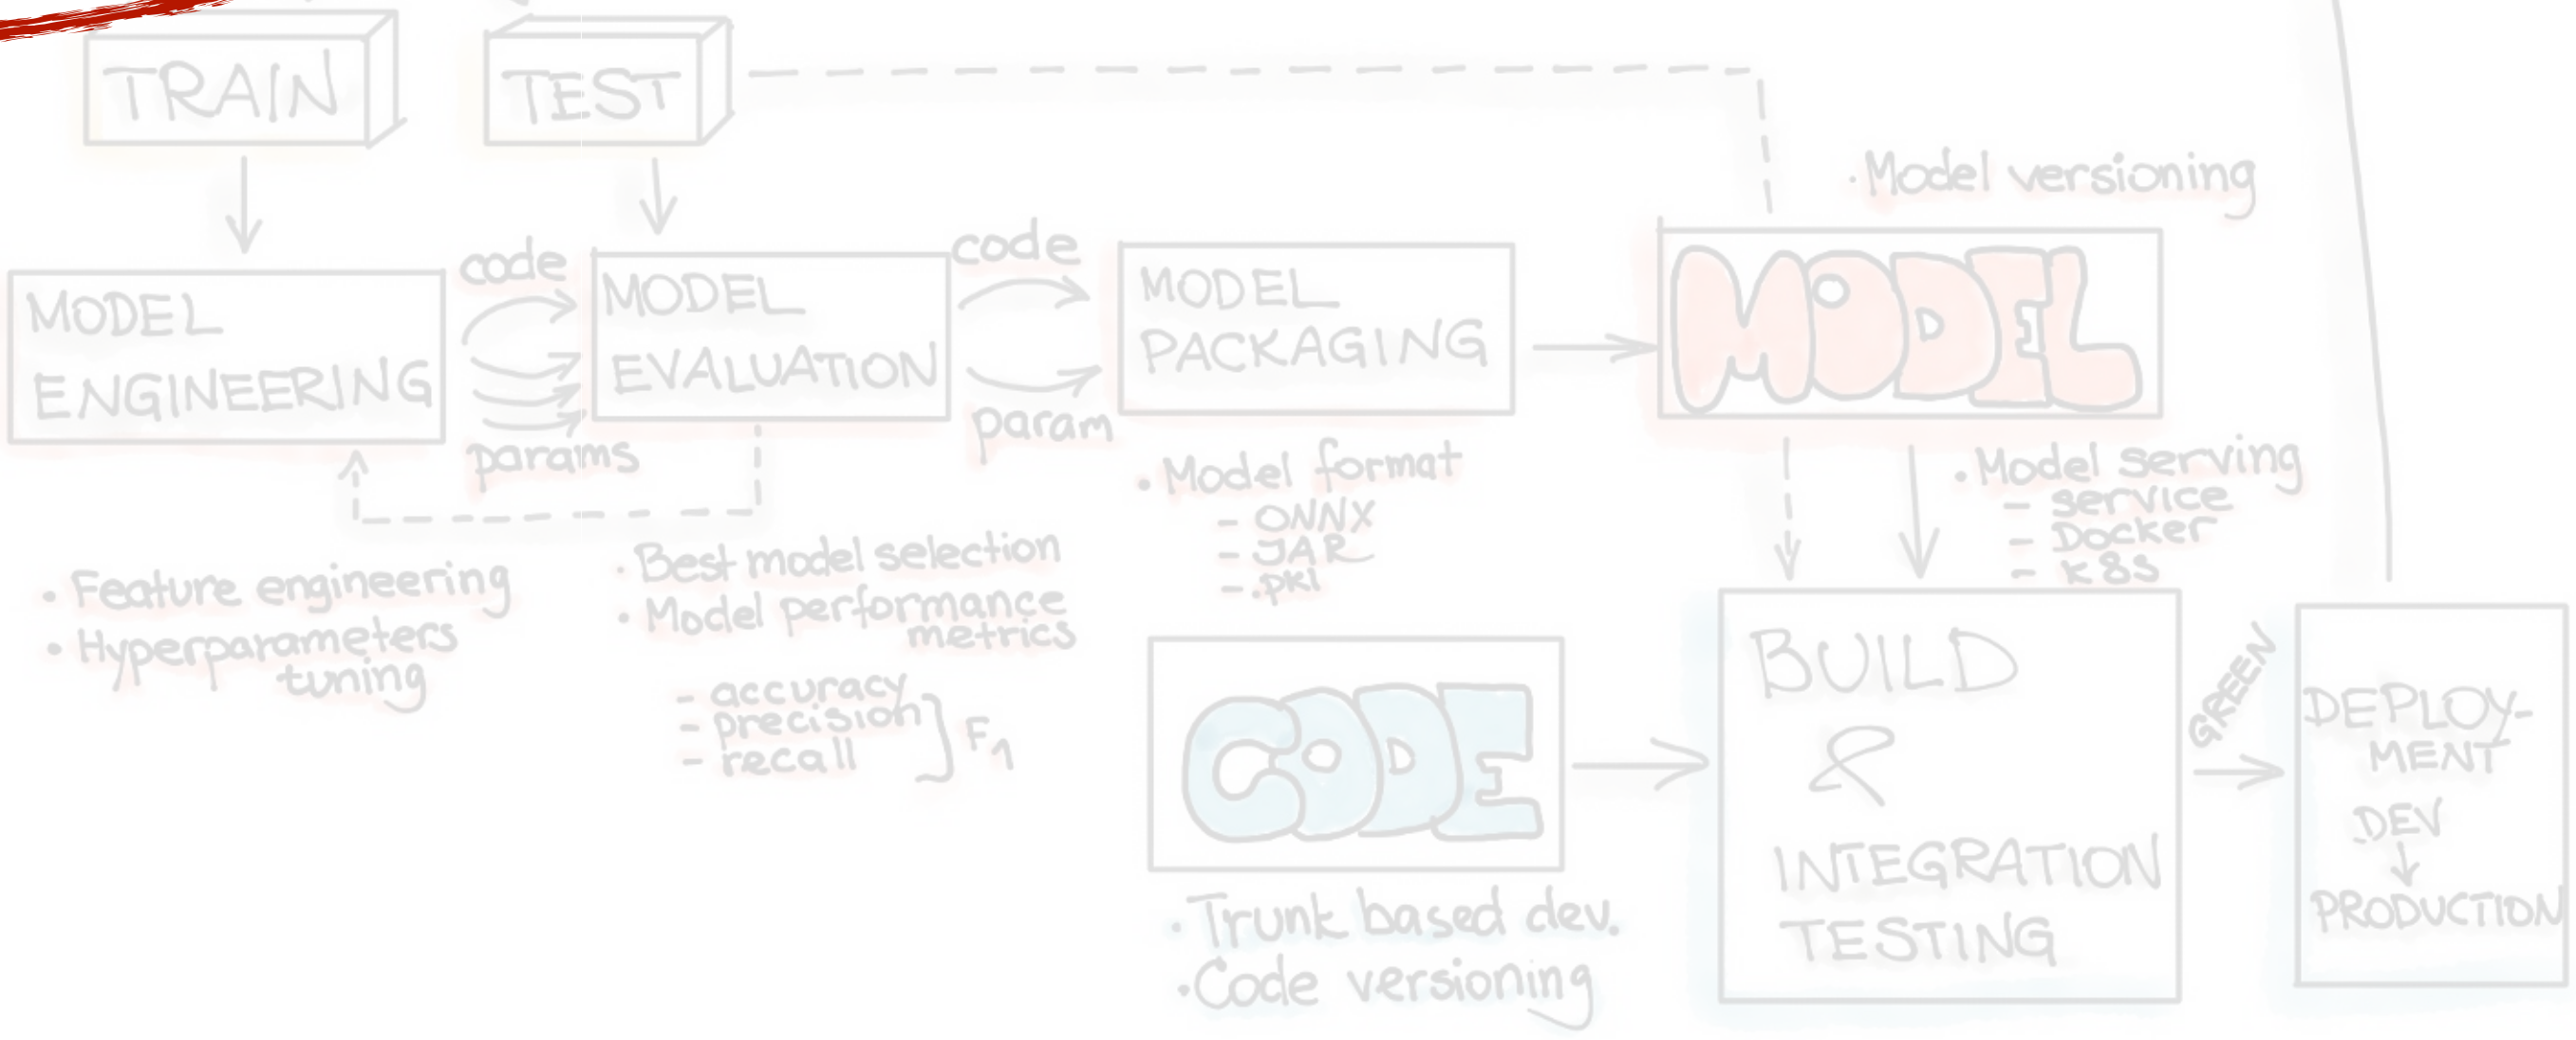 TRAIN
TEST
• Model versioning
code
code
MODEL
ENGINEERING
MODEL
EVALUATION
MODEL
PACKAGING
MODEL
params
param
• Feature engineering
• Hyperparameters
tuning
• Best model selection
• Model performance
metrics
- accuracy
- precision
- recall
F1
• Model format
- ONNX
- JAR
- .pkl
• Model serving
- service
- Docker
- K8S
CODE
• Trunk based dev.
• Code versioning
BUILD
&
INTEGRATION
TESTING
GREEN
DEPLOY-
MENT
DEV
PRODUCTION